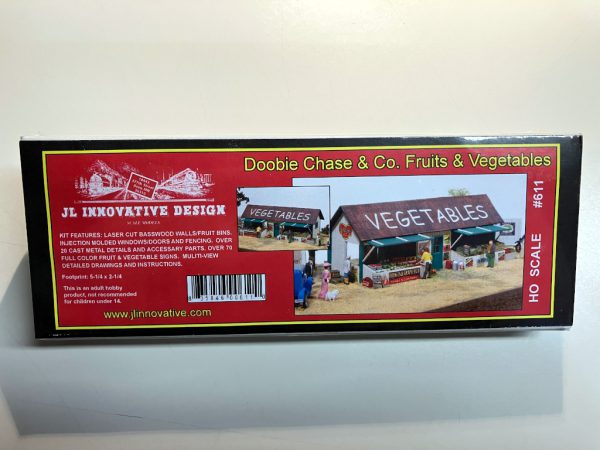 Doobie Chase & Co. Fruits & Vegetables
JL INNOVATIVE DESIGN
KIT FEATURES: LASER CUT BASSWOOD WALLS/FRUIT BINS.
INJECTION MOLDED WINDOWS/DOORS AND FENCING. OVER
20 CAST METAL DETAILS AND ACCESSARY PARTS. OVER 70
FULL COLOR FRUIT & VEGETABLE SIGNS. MULITI-VIEW
DETAILED DRAWINGS AND INSTRUCTIONS.
Footprint: 5-1/4 x 2-1/4
This is an adult hobby
product, not recommended
for children under 14.
www.jlinnovative.com
VEGETABLES
VEGETABLES
HO SCALE #611